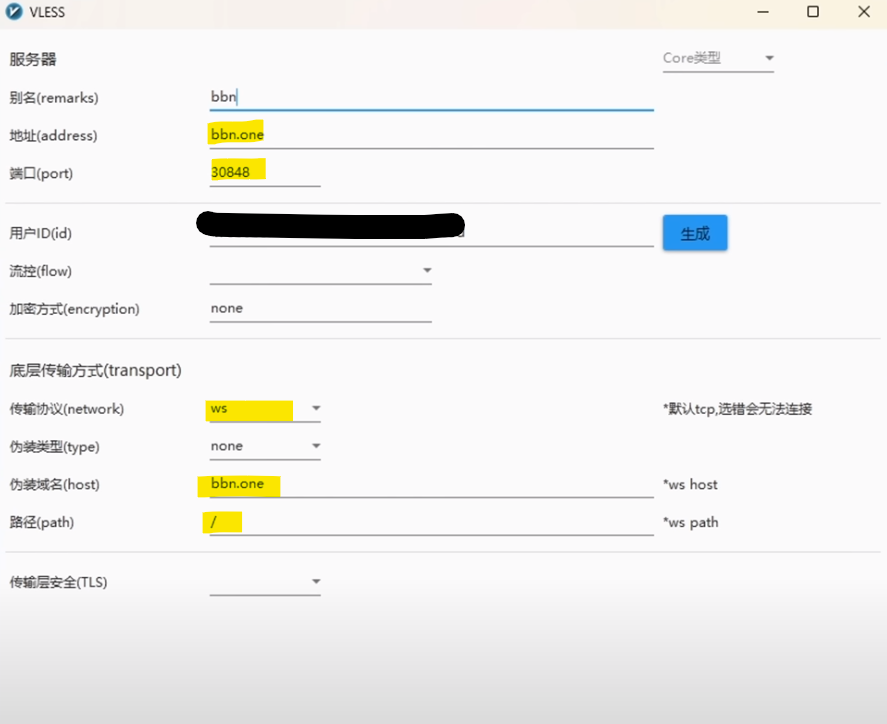 VLESS
服务器 Core类型
别名(remarks) bbn
地址(address) bbn.one
端口(port) 30848
用户ID(id) 生成
流控(flow)
加密方式(encryption) none
底层传输方式(transport)
传输协议(network) ws *默认tcp,选错会无法连接
伪装类型(type) none
伪装域名(host) bbn.one *ws host
路径(path) / *ws path
传输层安全(TLS)